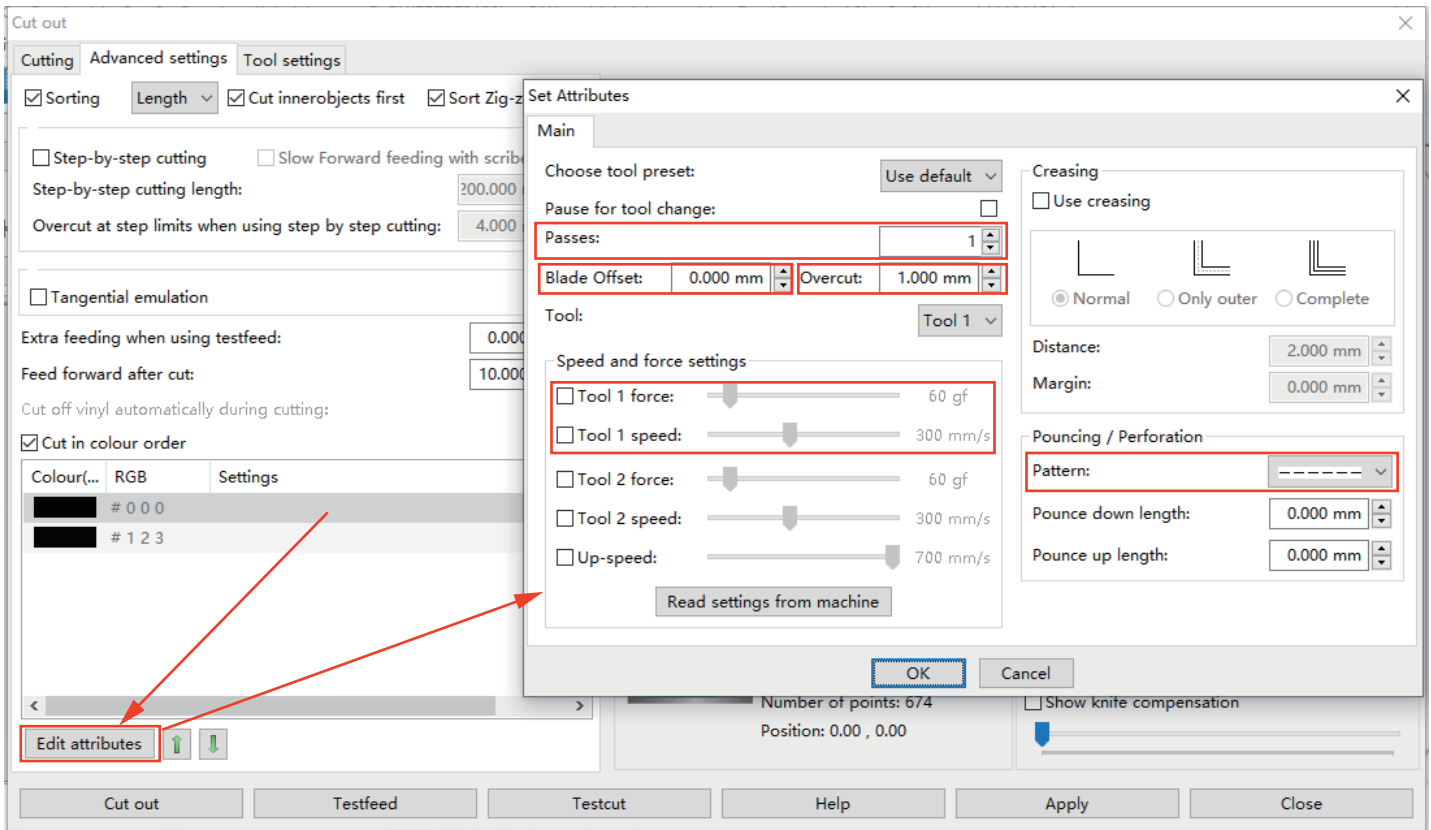 Cut out
Cutting Advanced settings Tool settings
Sorting Length Cut innerobjects first Sort Zig-z
Step-by-step cutting Slow Forward feeding with scribe
Step-by-step cutting length: 200.000
Overcut at step limits when using step by step cutting: 4.000
Tangential emulation
Extra feeding when using testfeed: 0.000
Feed forward after cut: 10.000
Cut off vinyl automatically during cutting:
Cut in colour order
Colour(... RGB Settings
# 0 0 0
# 1 2 3
Edit attributes
Set Attributes
Main
Choose tool preset: Use default
Pause for tool change:
Passes: 1
Blade Offset: 0.000 mm Overcut: 1.000 mm
Tool: Tool 1
Speed and force settings
Tool 1 force: 60 gf
Tool 1 speed: 300 mm/s
Tool 2 force: 60 gf
Tool 2 speed: 300 mm/s
Up-speed: 700 mm/s
Read settings from machine
Creasing
Use creasing
Normal Only outer Complete
Distance: 2.000 mm
Margin: 0.000 mm
Pouncing / Perforation
Pattern:
Pounce down length: 0.000 mm
Pounce up length: 0.000 mm
OK Cancel
Number of points: 674
Position: 0.00 , 0.00
Show knife compensation
Cut out Testfeed Testcut Help Apply Close